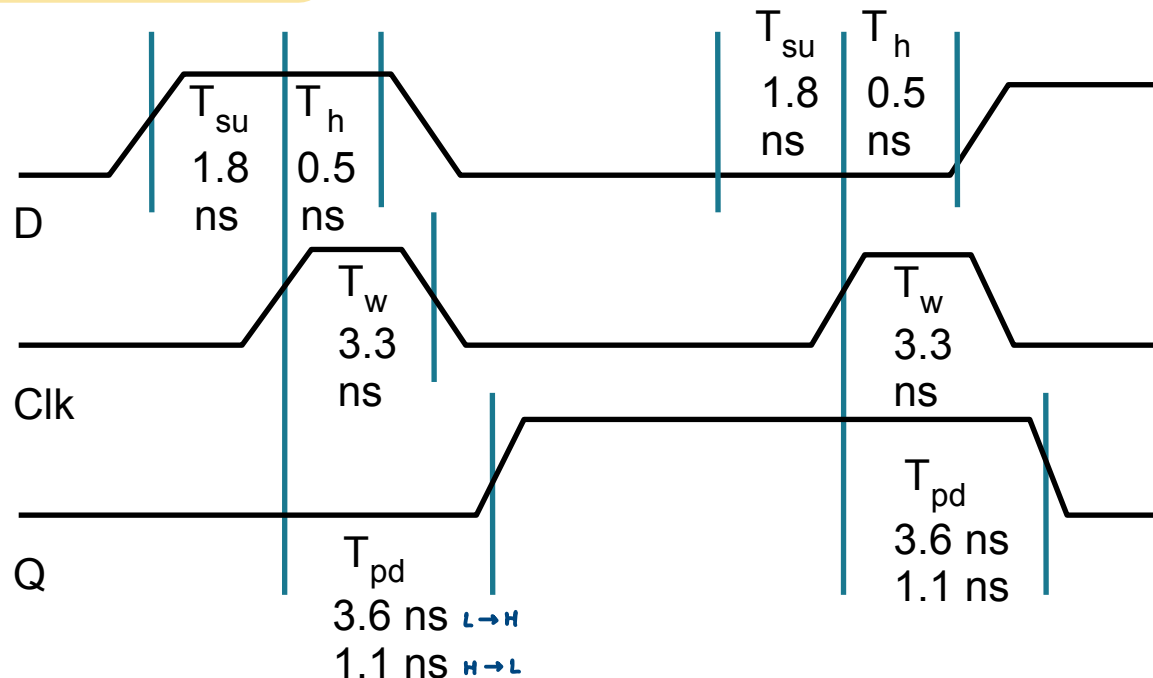 T su T h
1.8 0.5
ns ns
T su T h
1.8 0.5
ns ns
D
T w
3.3
ns
T w
3.3
ns
Clk
T pd
3.6 ns
1.1 ns
Q
T pd
3.6 ns L→H
1.1 ns H→L